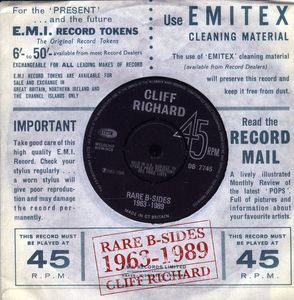 For the 'PRESENT'
... and the future
E.M.I. RECORD TOKENS
The Original Record Tokens
6/- to 50/- available from most Record Dealers
EXCHANGEABLE FOR ALL LEADING MAKES OF RECORD
E.M.I RECORD TOKENS ARE AVAILABLE FOR
SALE AND EXCHANGE IN
GREAT BRITAIN, NORTHERN IRELAND AND
THE CHANNEL ISLANDS ONLY
Use EMITEX
CLEANING MATERIAL
The use of 'EMITEX' cleaning material
(available from Record Dealers)
will preserve this record and
keep it free from dust.
IMPORTANT
Take good care of this
high quality E.M.I.
Record. Check your
stylus regularly...
a worn stylus will
give poor reproduction
and may damage
the record permanently.
CLIFF
RICHARD
45
RPM
DB 7745
RARE B-SIDES
1963-1989
MADE IN GT BRITAIN
Read the
RECORD
MAIL
A lively illustrated
Monthly Review of
the latest 'POPS'.
Full of pictures and
information about
your favourite artists.
THIS RECORD MUST
BE PLAYED AT
45
R.P.M.
RARE B-SIDES
1963-1989
RECORDS LIMITED
CLIFF RICHARD
THIS RECORD MUST
BE PLAYED AT
45
R.P.M.